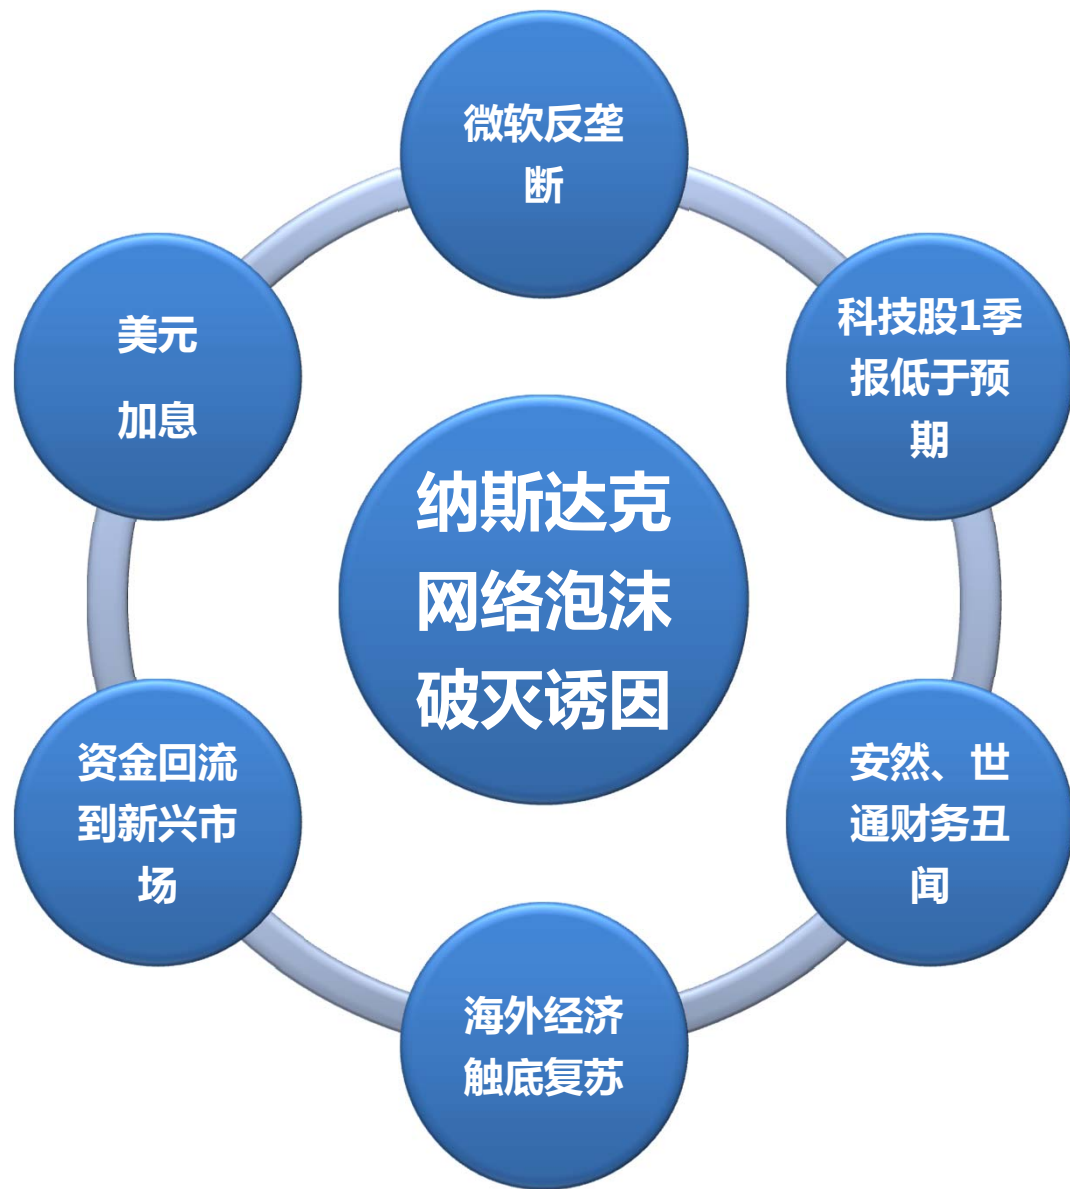 微软反垄
断
科技股1季
报低于预
期
安然、世
通财务丑
闻
海外经济
触底复苏
资金回流
到新兴市
场
美元
加息
纳斯达克
网络泡沫
破灭诱因